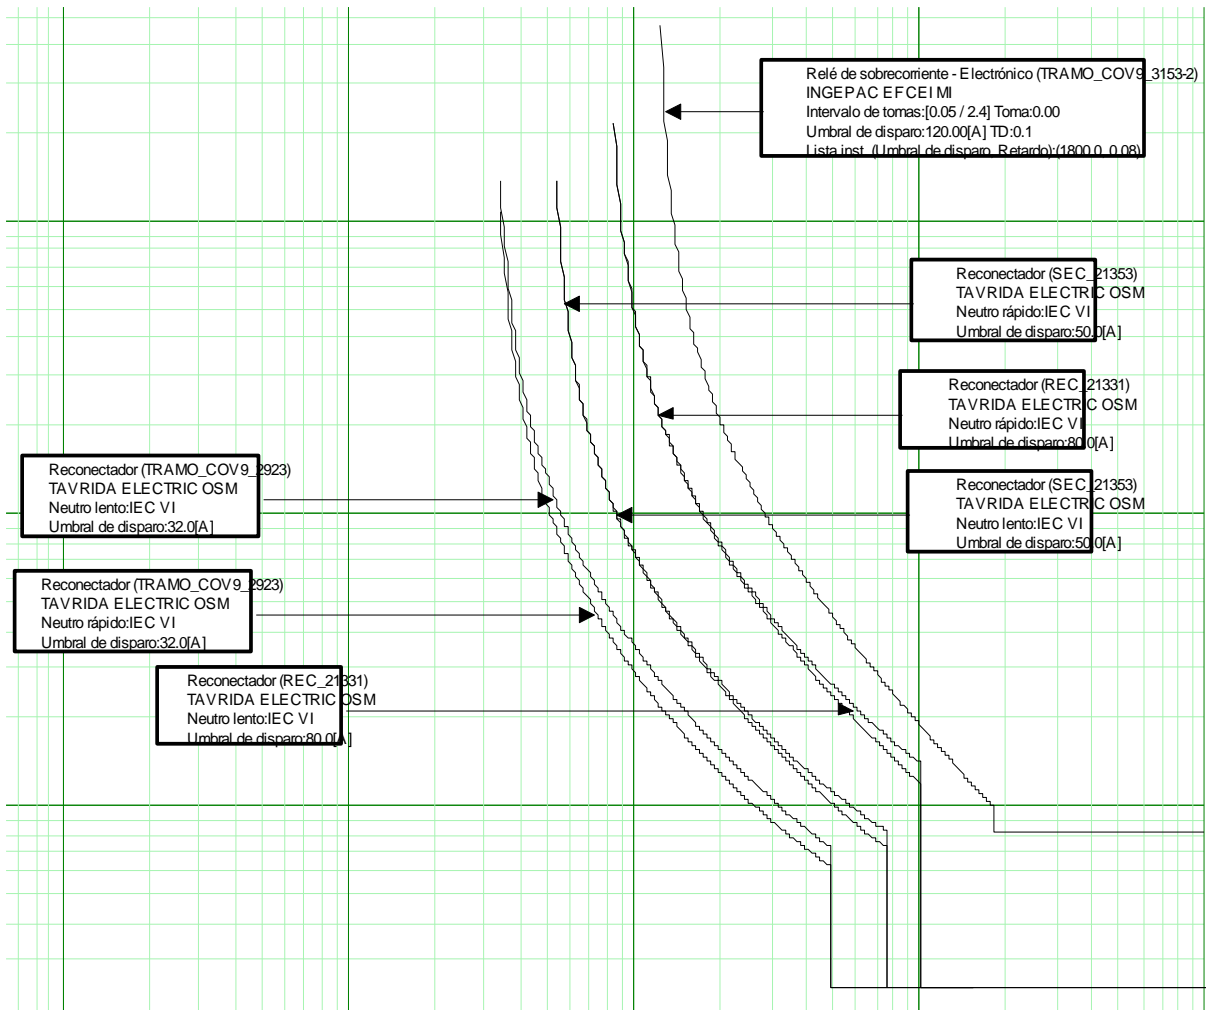 Relé de sobrecorriente - Electrónico (TRAMO_COV9_3153-2)
INGEPAC EF CEI MI
Intervalo de tomas:[0.05 / 2.4] Toma:0.00
Umbral de disparo:120.00[A] TD:0.1
Lista inst. (Umbral de disparo, Retardo):(1800.0, 0.08)
Reconectador (SEC_21353)
TAVRIDA ELECTRIC OSM
Neutro rápido:IEC VI
Umbral de disparo:50.0[A]
Reconectador (REC_21331)
TAVRIDA ELECTRIC OSM
Neutro rápido:IEC VI
Umbral de disparo:80.0[A]
Reconectador (TRAMO_COV9_2923)
TAVRIDA ELECTRIC OSM
Neutro lento:IEC VI
Umbral de disparo:32.0[A]
Reconectador (SEC_21353)
TAVRIDA ELECTRIC OSM
Neutro lento:IEC VI
Umbral de disparo:50.0[A]
Reconectador (TRAMO_COV9_2923)
TAVRIDA ELECTRIC OSM
Neutro rápido:IEC VI
Umbral de disparo:32.0[A]
Reconectador (REC_21331)
TAVRIDA ELECTRIC OSM
Neutro lento:IEC VI
Umbral de disparo:80.0[A]